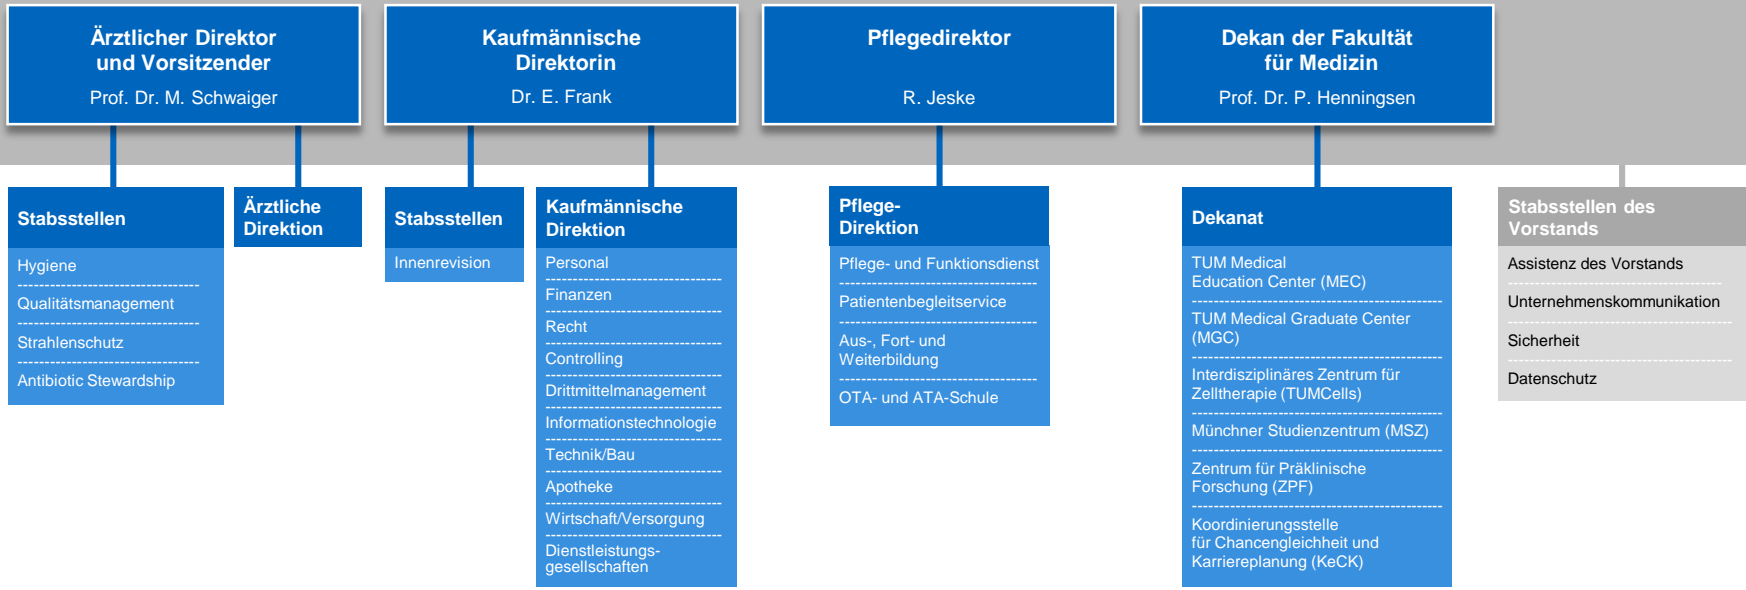 Ärztlicher Direktor
und Vorsitzender
Prof. Dr. M. Schwaiger
Kaufmännische
Direktorin
Dr. E. Frank
Pflegedirektor
R. Jeske
Dekan der Fakultät
für Medizin
Prof. Dr. P. Henningsen
Stabsstellen
Hygiene
Qualitätsmanagement
Strahlenschutz
Antibiotic Stewardship
Ärztliche
Direktion
Stabsstellen
Innenrevision
Kaufmännische
Direktion
Personal
Finanzen
Recht
Controlling
Drittmittelmanagement
Informationstechnologie
Technik/Bau
Apotheke
Wirtschaft/Versorgung
Dienstleistungs-
gesellschaften
Pflege-
Direktion
Pflege- und Funktionsdienst
Patientenbegleitservice
Aus-, Fort- und
Weiterbildung
OTA- und ATA-Schule
Dekanat
TUM Medical
Education Center (MEC)
TUM Medical Graduate Center
(MGC)
Interdisziplinäres Zentrum für
Zelltherapie (TUMCells)
Münchner Studienzentrum (MSZ)
Zentrum für Präklinische
Forschung (ZPF)
Koordinierungsstelle
für Chancengleichheit und
Karriereplanung (KeCK)
Stabsstellen des
Vorstands
Assistenz des Vorstands
Unternehmenskommunikation
Sicherheit
Datenschutz